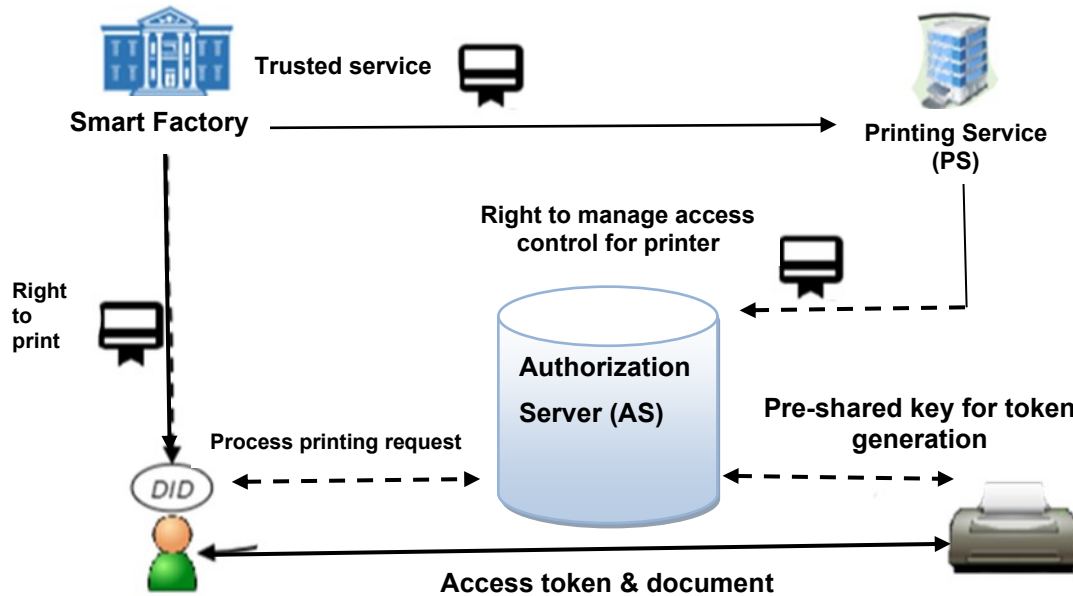 Trusted service
Smart Factory
Printing Service
(PS)
Right to manage access
control for printer
Right
to
print
Authorization
Server (AS)
Pre-shared key for token
generation
Process printing request
DID
Access token & document